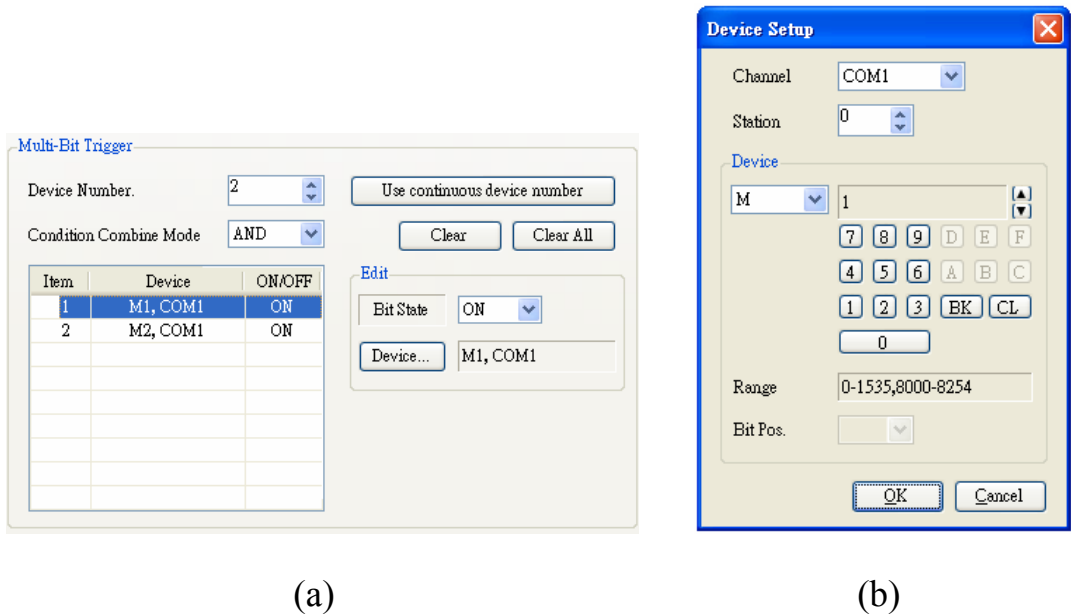 Multi-Bit Trigger
Device Number. 2 Use continuous device number
Condition Combine Mode AND Clear Clear All
Item Device ON/OFF
1 M1, COM1 ON
2 M2, COM1 ON
Edit
Bit State ON
Device... M1, COM1
(a)
Device Setup
Channel COM1
Station 0
Device
M 1
7 8 9 D E F
4 5 6 A B C
1 2 3 BK CL
0
Range 0-1535,8000-8254
Bit Pos.
OK Cancel
(b)